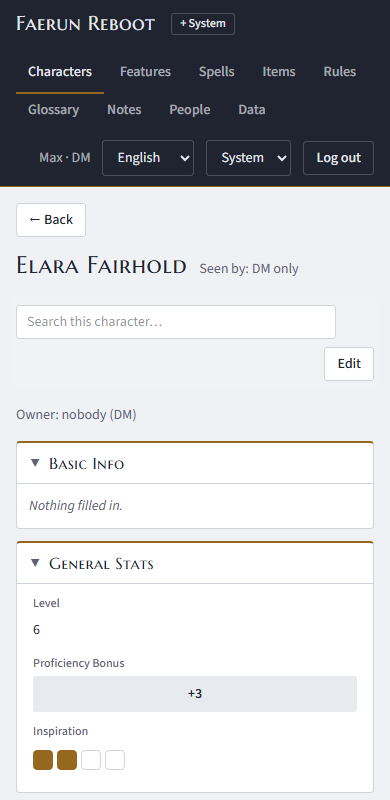 Faerun Reboot + System
Characters Features Spells Items Rules
Glossary Notes People Data
Max · DM English System Log out
← Back
Elara Fairhold Seen by: DM only
Search this character…
Edit
Owner: nobody (DM)
▼ Basic Info
Nothing filled in.
▼ General Stats
Level
6
Proficiency Bonus
+3
Inspiration